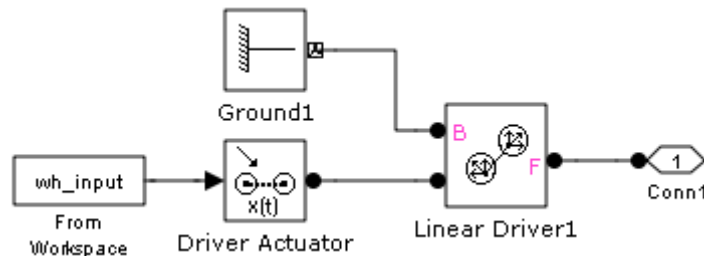 Ground1
B
F
1
Conn1
Linear Driver1
wh_input
From
Workspace
x(t)
Driver Actuator